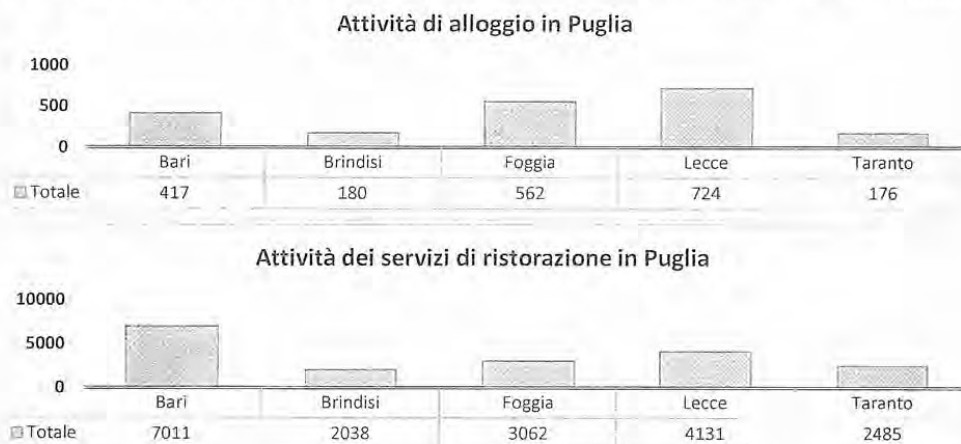 Attività di alloggio in Puglia
1000
500
0
Bari Brindisi Foggia Lecce Taranto
Totale 417 180 562 724 176
Attività dei servizi di ristorazione in Puglia
10000
5000
0
Bari Brindisi Foggia Lecce Taranto
Totale 7011 2038 3062 4131 2485